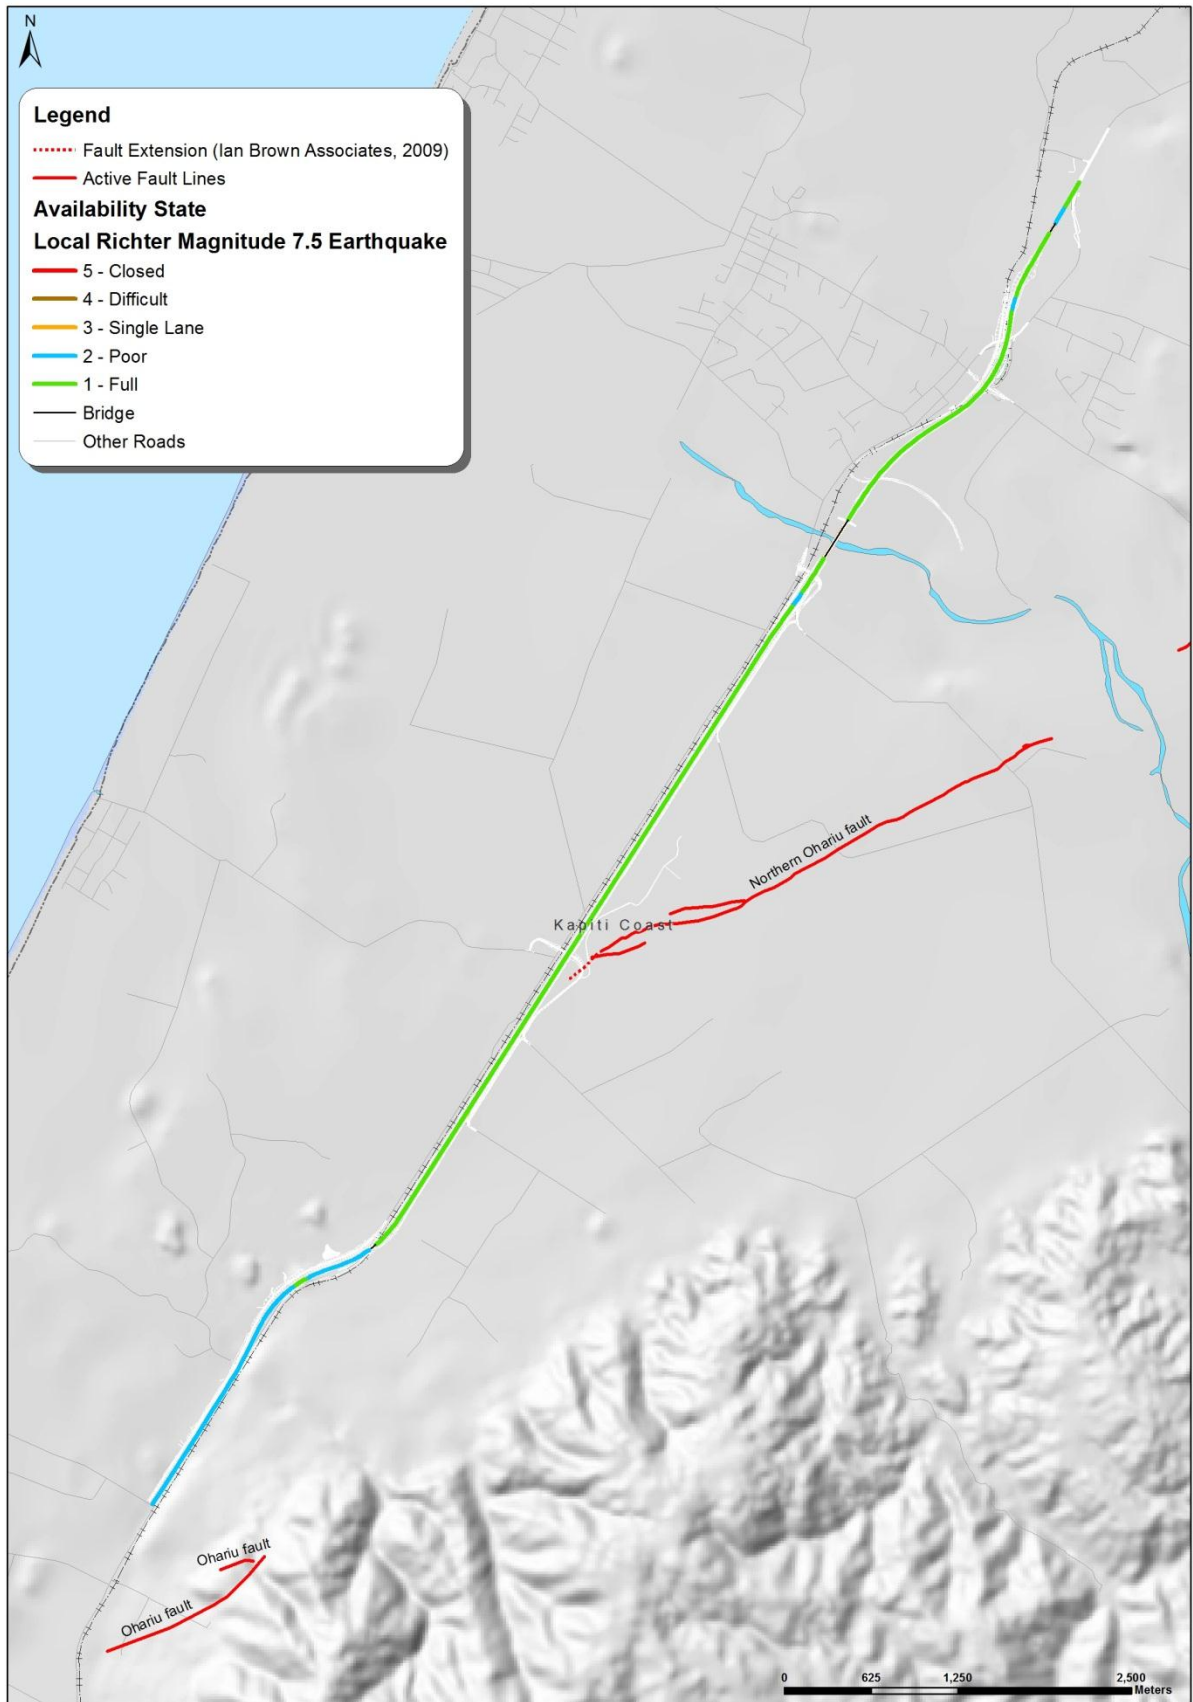 N
Legend
Fault Extension (Ian Brown Associates, 2009)
Active Fault Lines
Availability State
Local Richter Magnitude 7.5 Earthquake
5 - Closed
4 - Difficult
3 - Single Lane
2 - Poor
1 - Full
Bridge
Other Roads
Northern Ohariu fault
Kapiti Coast
Ohariu fault
Ohariu fault
0 625 1,250 2,500
Meters